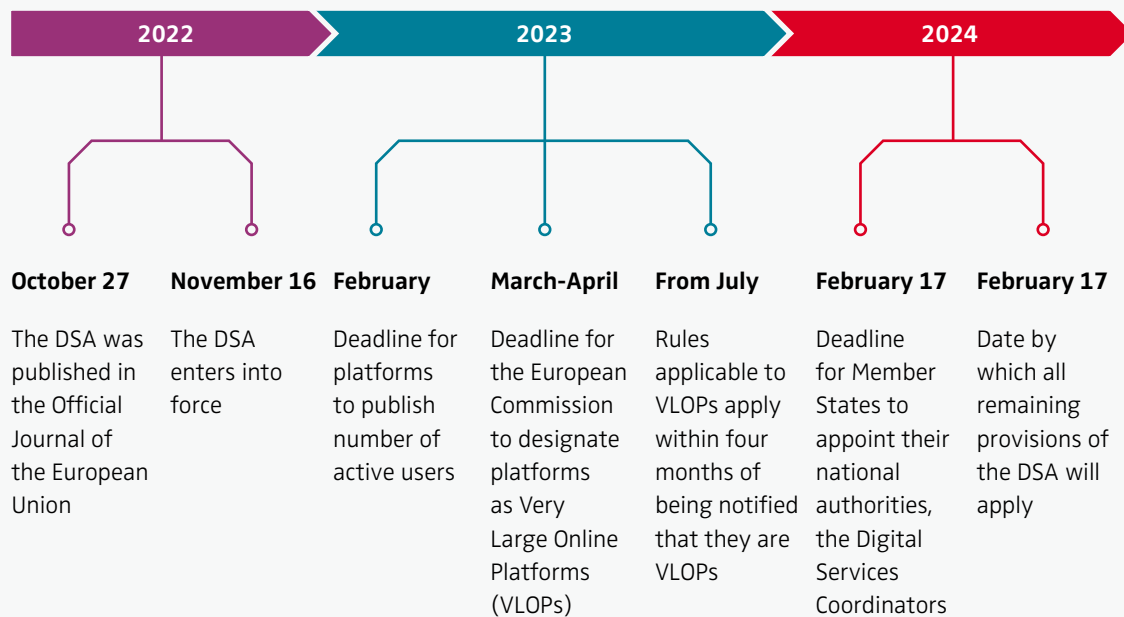 2022
2023
2024
October 27
The DSA was
published in
the Official
Journal of
the European
Union
November 16
The DSA
enters into
force
February
Deadline for
platforms
to publish
number of
active users
March-April
Deadline for
the European
Commission
to designate
platforms
as Very
Large Online
Platforms
(VLOPs)
From July
Rules
applicable to
VLOPs apply
within four
months of
being notified
that they are
VLOPs
February 17
Deadline
for Member
States to
appoint their
national
authorities,
the Digital
Services
Coordinators
February 17
Date by
which all
remaining
provisions of
the DSA will
apply